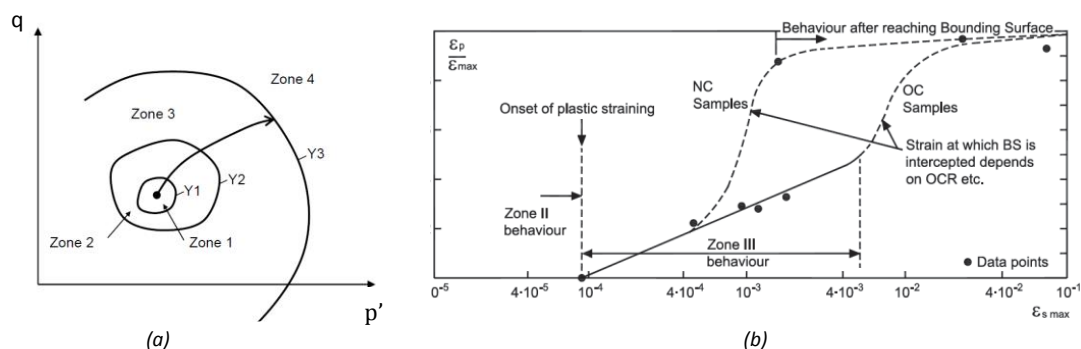 q
Zone 4
Zone 3
Y3
Y2
Y1
Zone 2
Zone 1
p'
(a)
Behaviour after reaching Bounding Surface
εp
εmax
NC
Samples
OC
Samples
Onset of plastic straining
Strain at which BS is
intercepted depends
on OCR etc.
Zone II
behaviour
Zone III
behaviour
Data points
0-5
4·10-5
10-4
4·10-4
10-3
4·10-3
10-2
4·10-2
10-1
εs max
(b)